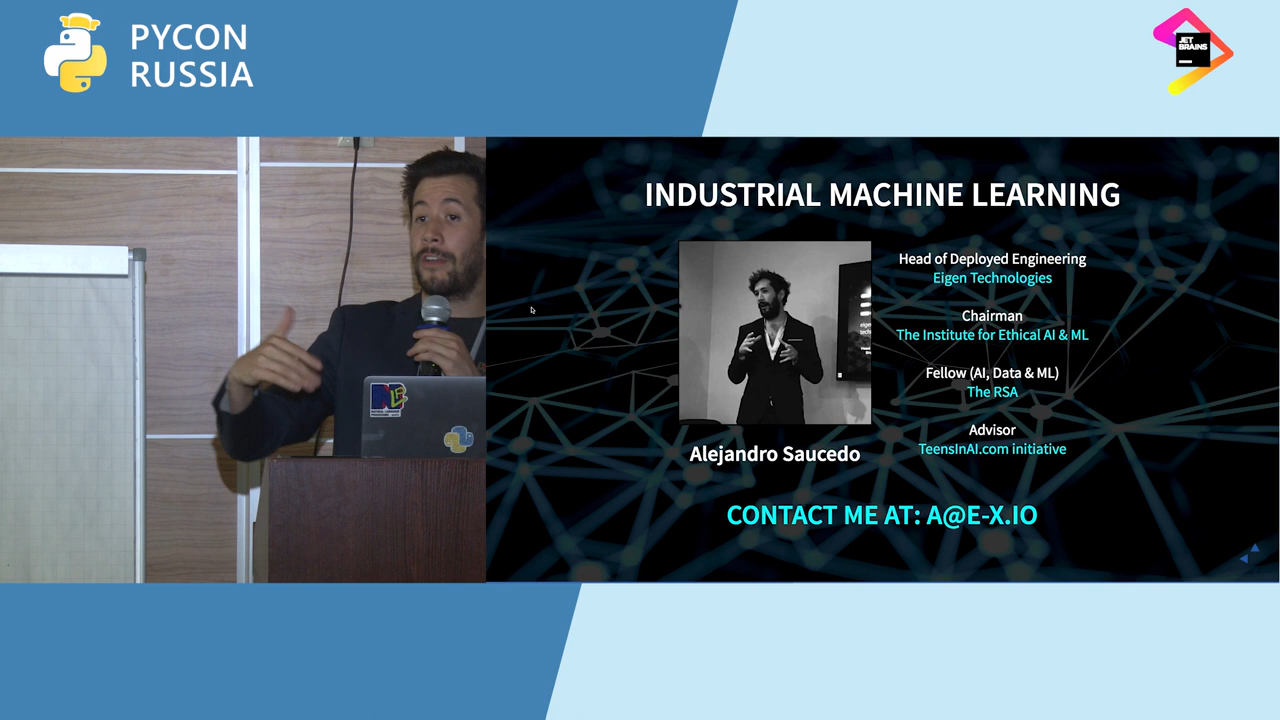 PYCON
RUSSIA
JET
BRAINS
INDUSTRIAL MACHINE LEARNING
Head of Deployed Engineering
Eigen Technologies
Chairman
The Institute for Ethical AI & ML
Fellow (AI, Data & ML)
The RSA
Advisor
TeensInAI.com initiative
Alejandro Saucedo
CONTACT ME AT: A@E-X.IO